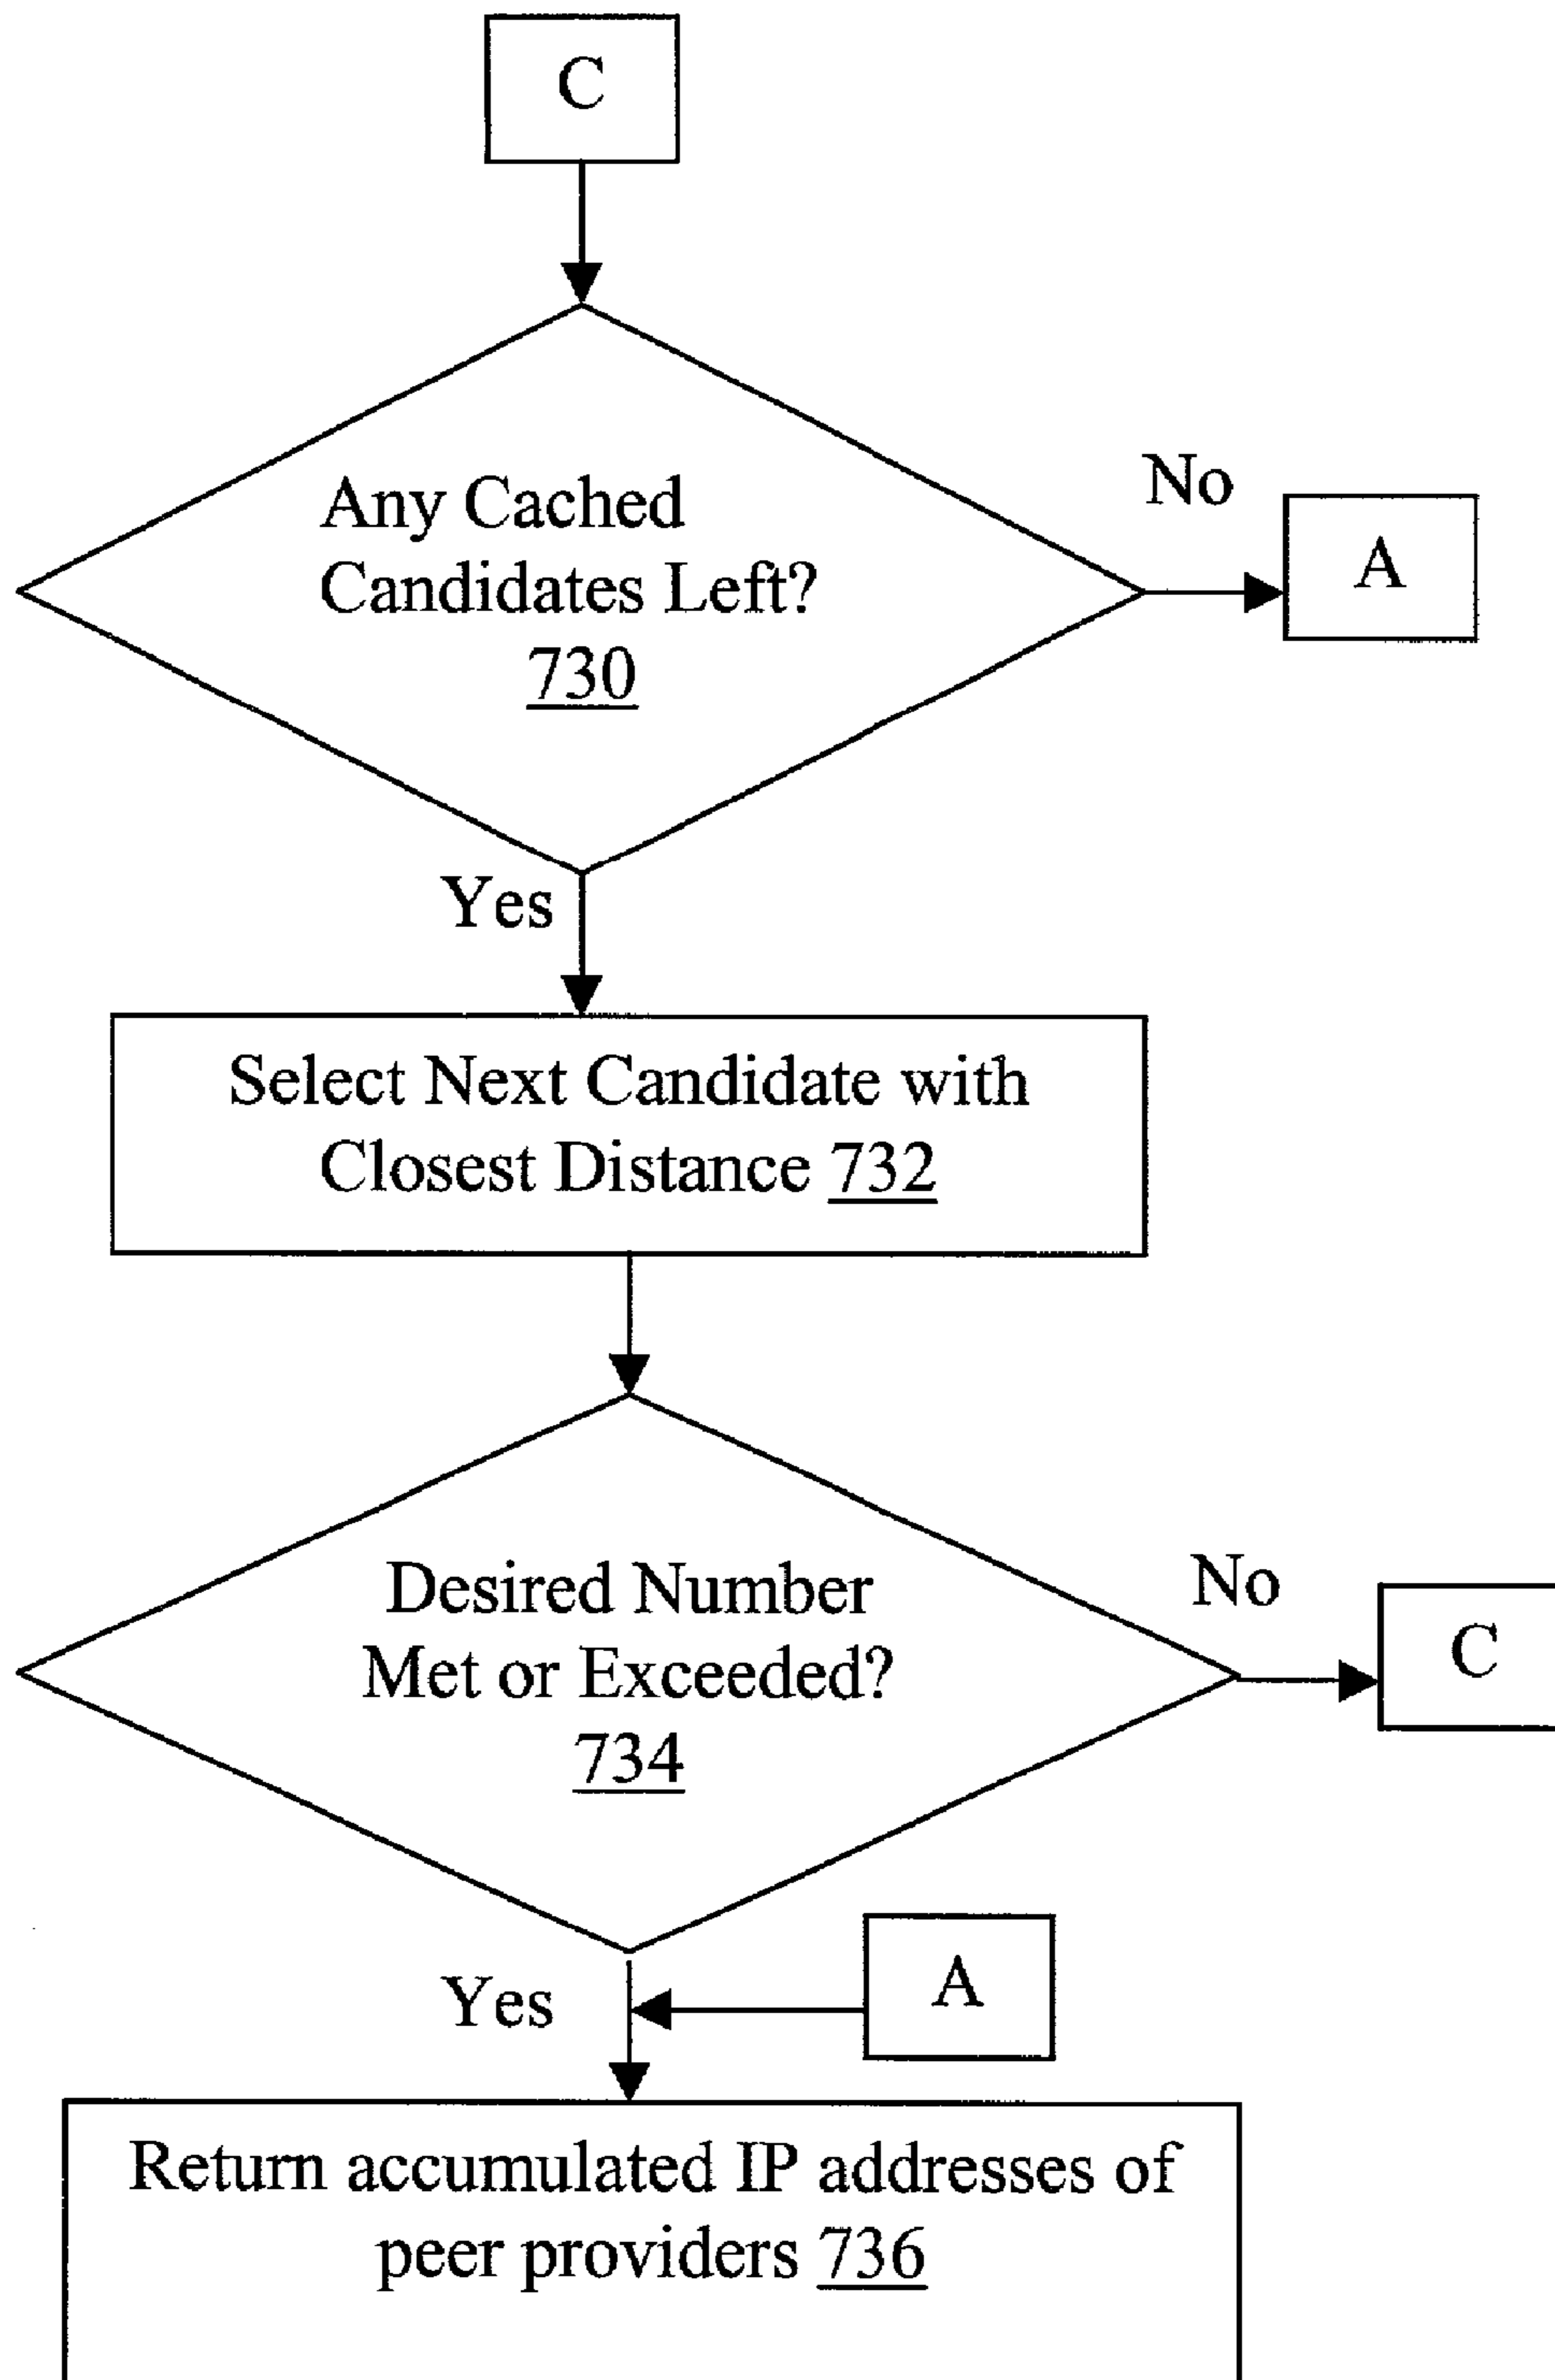 C
Any Cached
Candidates Left?
730
No
A
Yes
Select Next Candidate with
Closest Distance 732
Desired Number
Met or Exceeded?
734
No
C
Yes
A
Return accumulated IP addresses of
peer providers 736